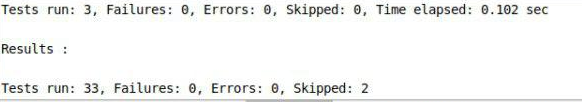 Tests run: 3, Failures: 0, Errors: 0, Skipped: 0, Time elapsed: 0.102 sec
Results :
Tests run: 33, Failures: 0, Errors: 0, Skipped: 2